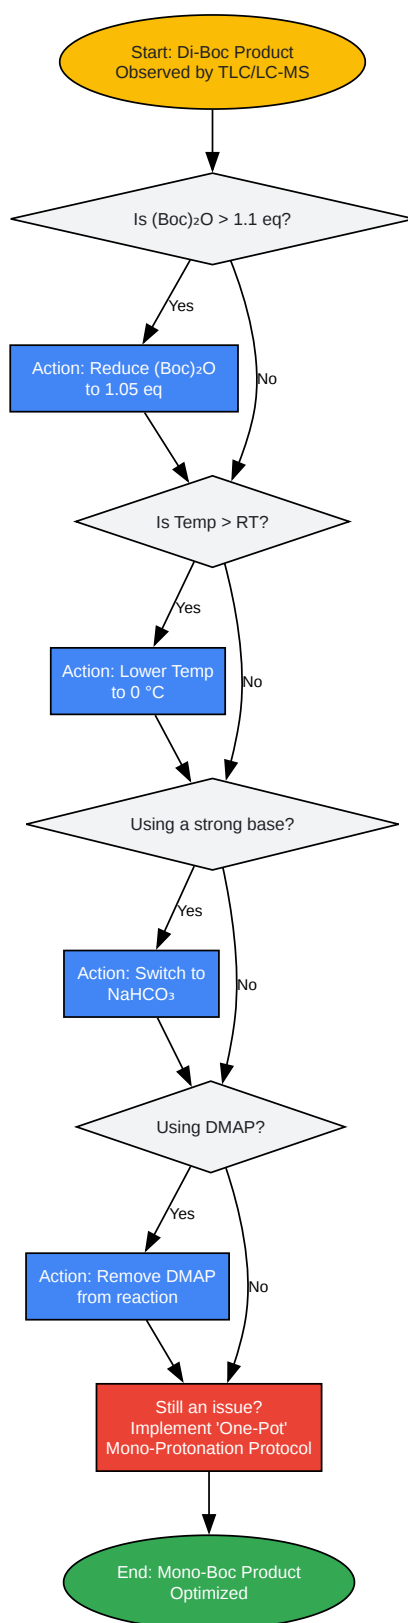 Start: Di-Boc Product
Observed by TLC/LC-MS
Is (Boc)₂O > 1.1 eq?
Yes
Action: Reduce (Boc)₂O
to 1.05 eq
No
Is Temp > RT?
Yes
Action: Lower Temp
to 0 °C
No
Using a strong base?
Yes
Action: Switch to
NaHCO₃
No
Using DMAP?
Yes
Action: Remove DMAP
from reaction
No
Still an issue?
Implement 'One-Pot'
Mono-Protonation Protocol
End: Mono-Boc Product
Optimized